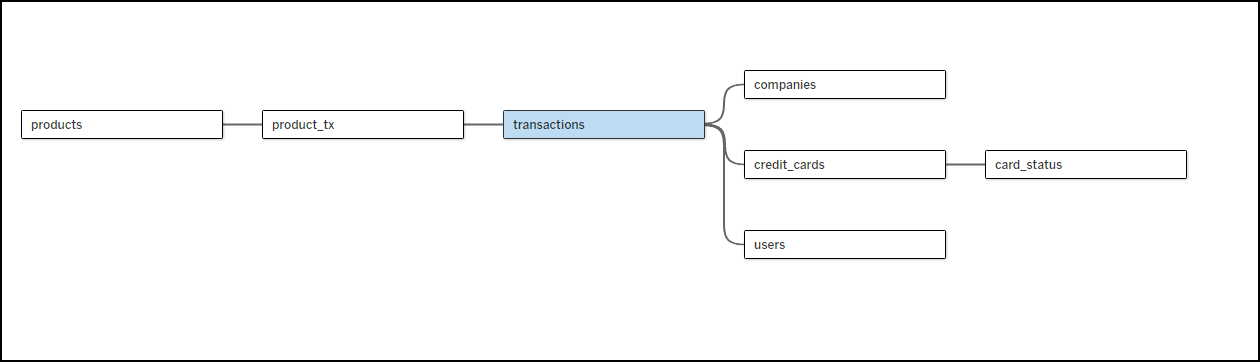 products
product_tx
transactions
companies
credit_cards
card_status
users